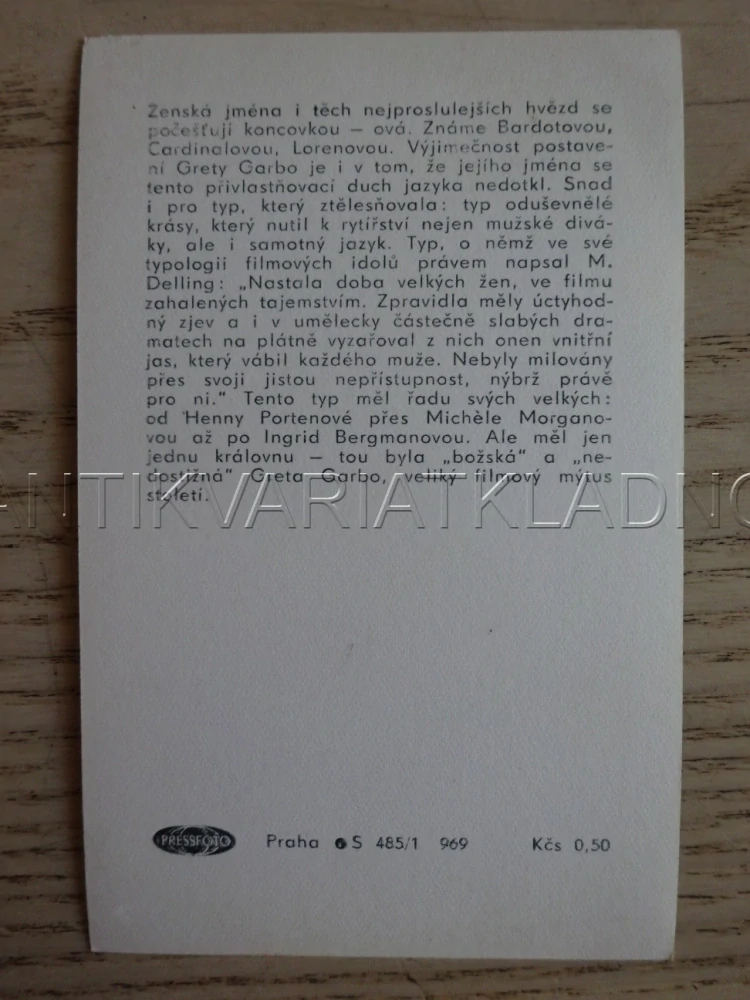 Ženská jména i těch nejproslulejších hvězd se
počešťují koncovkou – ová. Známe Bardotovou,
Cardinalovou, Lorenovou. Výjimečnost postave-
ní Grety Garbo je i v tom, že jejího jména se
tento přivlastňovací duch jazyka nedotkl. Snad
i pro typ, který ztělesňovala: typ oduševnělé
krásy, který nutil k rytířství nejen mužské divá-
ky, ale i samotný jazyk. Typ, o němž ve své
typologii filmových idolů právem napsal M.
Delling: „Nastala doba velkých žen, ve filmu
zahalených tajemstvím. Zpravidla měly úctyhod-
ný zjev a i v umělecky částečně slabých dra-
matech na plátně vyzařoval z nich onen vnitřní
jas, který vábil každého muže. Nebyly milovány
přes svoji jistou nepřístupnost, nýbrž právě
pro ni.“ Tento typ měl řadu svých velkých:
od Henny Portenové přes Michèle Morgano-
vou až po Ingrid Bergmanovou. Ale měl jen
jednu královnu – tou byla „božská“ a „ne-
dostižná“ Greta Garbo, veliký filmový mýtus
století.
ANTIKVARIAT KLADNO
PRESSFOTO Praha S 485/1 969 Kčs 0,50